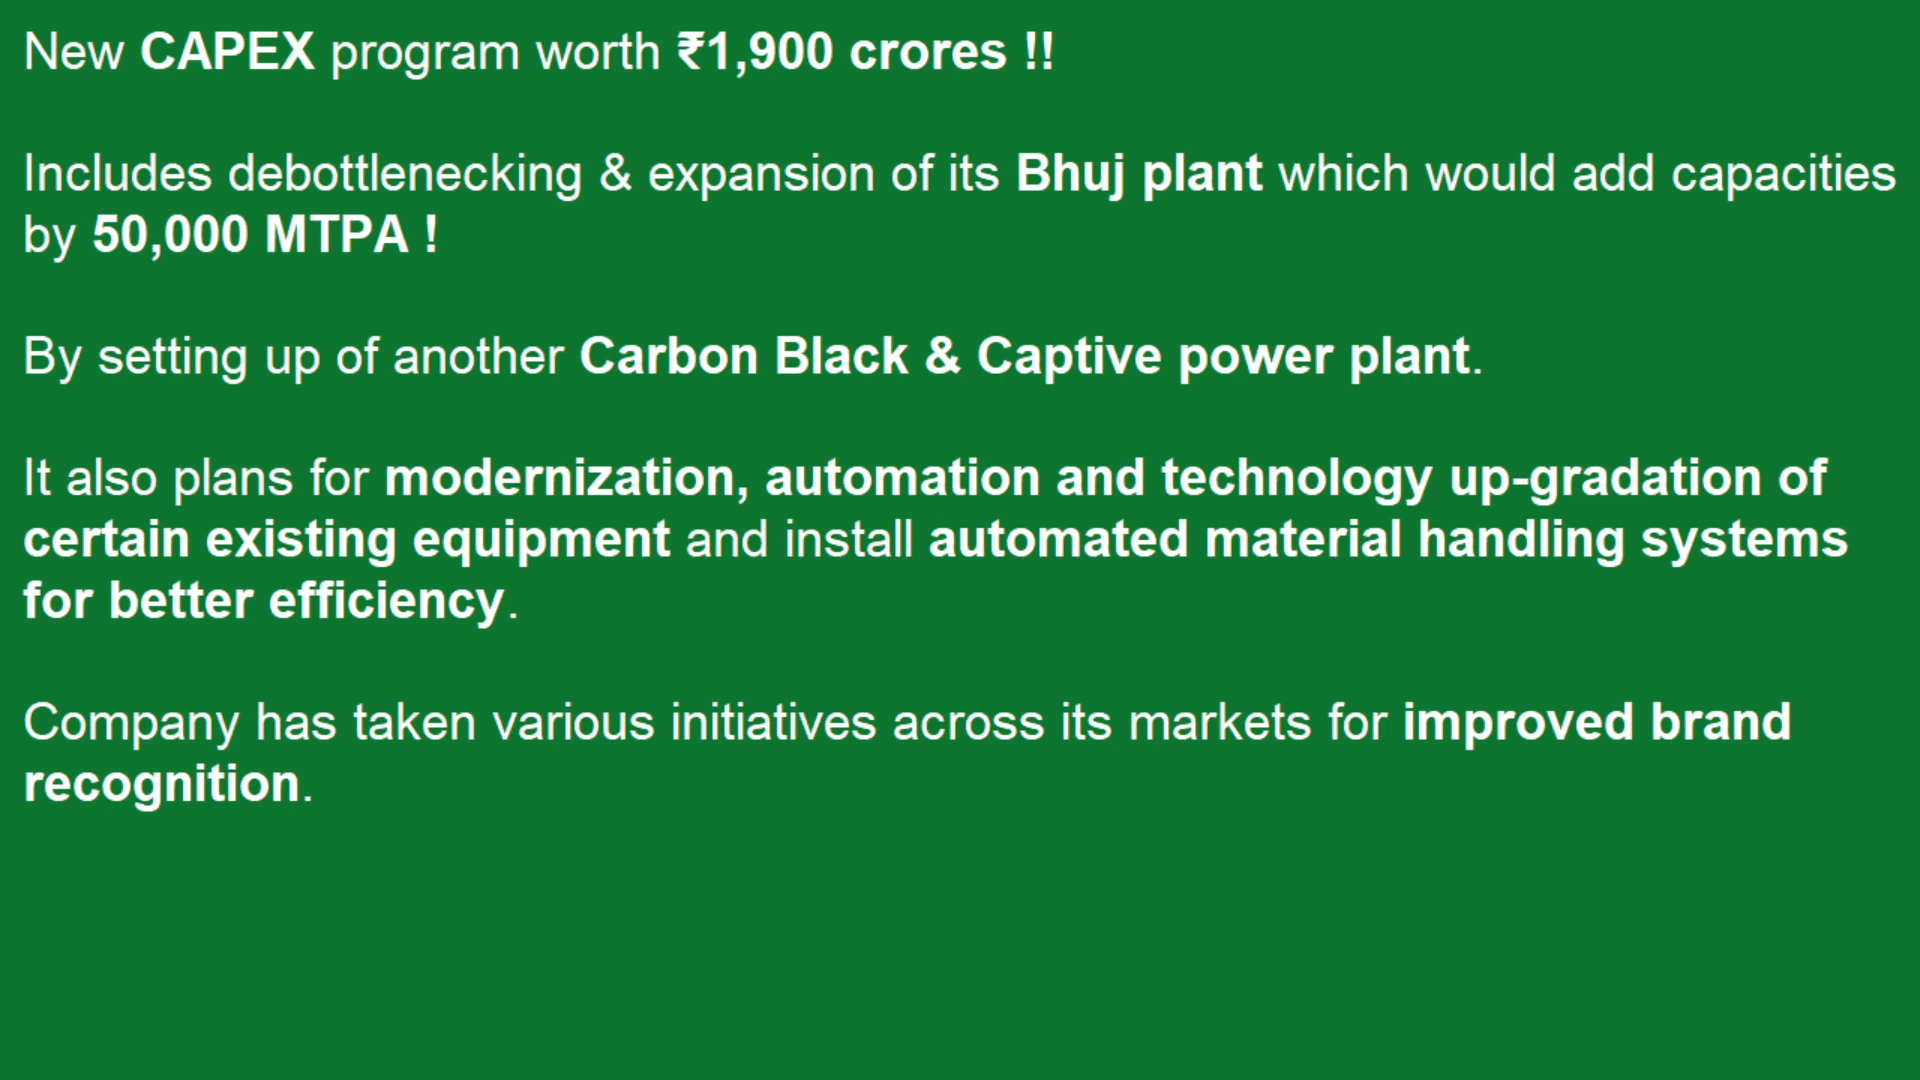 New CAPEX program worth ₹1,900 crores !!
Includes debottlenecking & expansion of its Bhuj plant which would add capacities
by 50,000 MTPA !
By setting up of another Carbon Black & Captive power plant.
It also plans for modernization, automation and technology up-gradation of
certain existing equipment and install automated material handling systems
for better efficiency.
Company has taken various initiatives across its markets for improved brand
recognition.